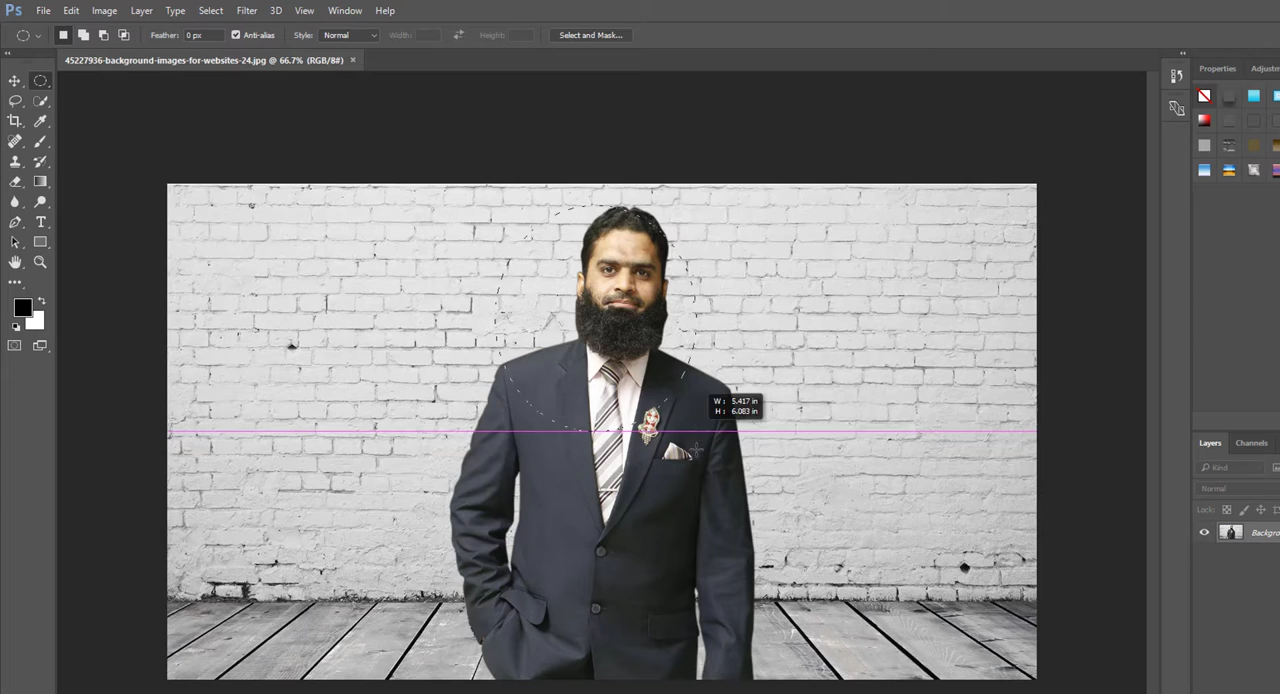 Ps File Edit Image Layer Type Select Filter 3D View Window Help
Feather: 0 px Anti-alias Style: Normal Width: Height: Select and Mask...
45227936-background-images-for-websites-24.jpg @ 66.7% (RGB/8#) ×
Properties Adjustm
W: 5.417 in
H: 6.083 in
Layers Channels
Kind
Normal
Lock:
Backgro